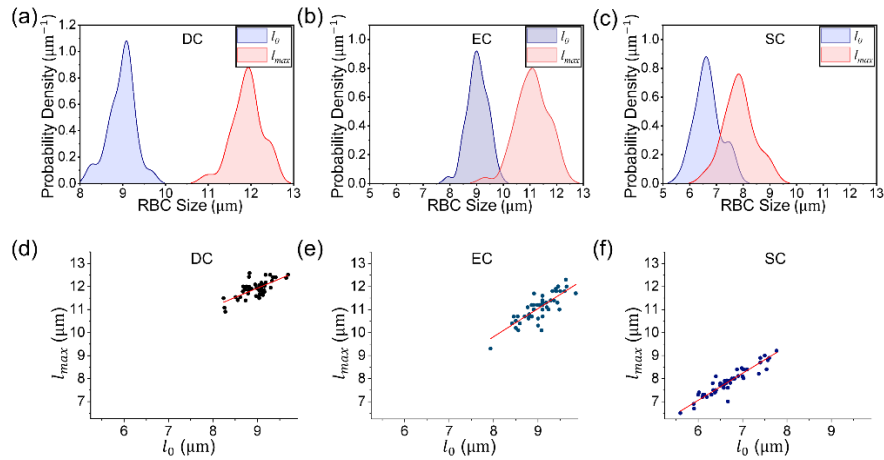 (a)
DC
l₀
lₘₐₓ
Probability Density (μm⁻¹)
1.2
1.0
0.8
0.6
0.4
0.2
0.0
8 9 10 11 12 13
RBC Size (μm)
(b)
EC
l₀
lₘₐₓ
Probability Density (μm⁻¹)
1.0
0.8
0.6
0.4
0.2
0.0
4 5 6 7 8 9 10 11 12 13
RBC Size (μm)
(c)
SC
l₀
lₘₐₓ
Probability Density (μm⁻¹)
1.0
0.8
0.6
0.4
0.2
0.0
5 6 7 8 9 10 11 12 13
RBC Size (μm)
(d)
DC
lₘₐₓ (μm)
13
12
11
10
9
8
7
6 7 8 9
l₀ (μm)
(e)
EC
lₘₐₓ (μm)
13
12
11
10
9
8
7
6 7 8 9
l₀ (μm)
(f)
SC
lₘₐₓ (μm)
13
12
11
10
9
8
7
6 7 8 9
l₀ (μm)